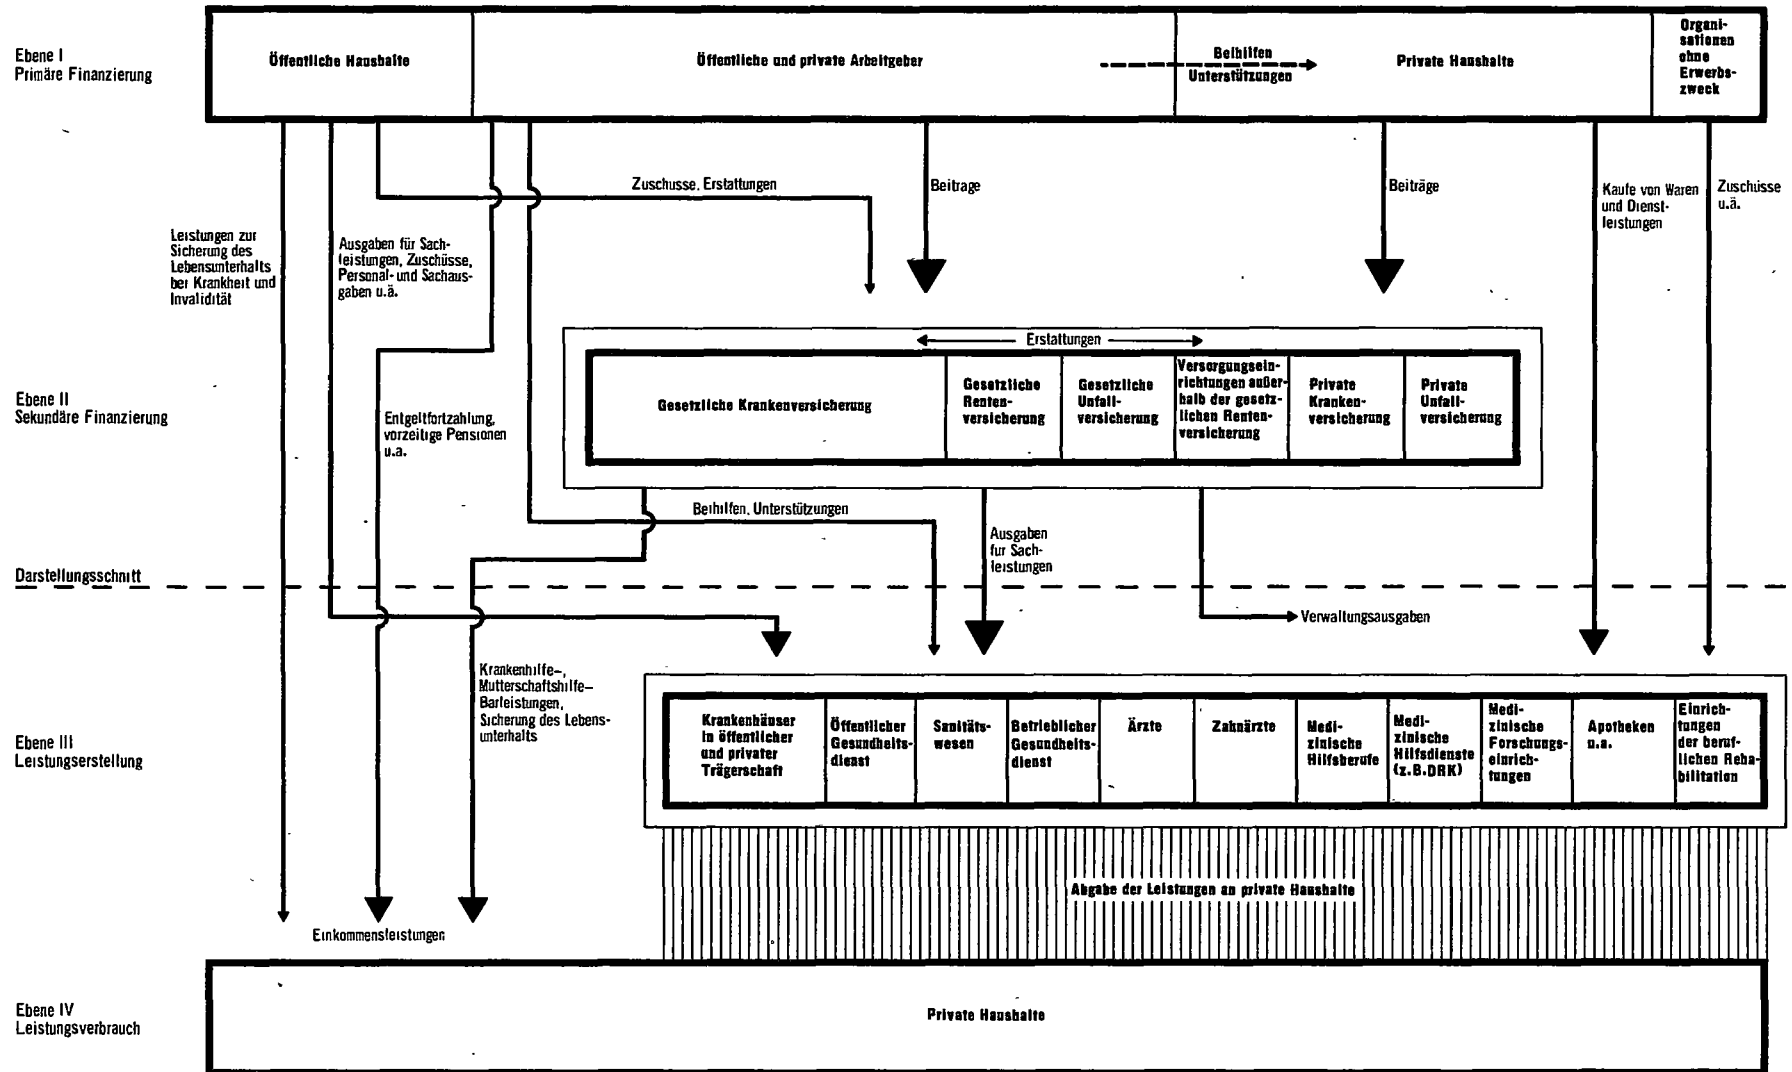 Ebene I
Primäre Finanzierung
Öffentliche Haushalte
Öffentliche und private Arbeitgeber
Beihilfen
Unterstützungen
Private Haushalte
Organi-
sationen
ohne
Erwerbs-
zweck
Leistungen zur
Sicherung des
Lebensunterhalts
bei Krankheit und
Invalidität
Ausgaben für Sach-
leistungen, Zuschüsse,
Personal- und Sachaus-
gaben u.ä.
Zuschusse, Erstattungen
Beitrage
Beiträge
Kaufe von Waren
und Dienst-
leistungen
Zuschüsse
u.ä.
Ebene II
Sekundäre Finanzierung
Entgeltfortzahlung,
vorzeitige Pensionen
u.a.
Erstattungen
Gesetzliche Krankenversicherung
Gesetzliche
Renten-
versicherung
Gesetzliche
Unfall-
versicherung
Versorgungsein-
richtungen außer-
halb der gesetz-
lichen Renten-
versicherung
Private
Kranken-
versicherung
Private
Unfall-
versicherung
Beihilfen, Unterstützungen
Ausgaben
fur Sach-
leistungen
Darstellungsschnitt
Verwaltungsausgaben
Krankenhilfe-,
Mutterschaftshilfe-
Barleistungen,
Sicherung des Lebens-
unterhalts
Ebene III
Leistungserstellung
Krankenhäuser
in öffentlicher
und privater
Trägerschaft
Öffentlicher
Gesundheits-
dienst
Sanitäts-
wesen
Betrieblicher
Gesundheits-
dienst
Ärzte
Zahnärzte
Medi-
zinische
Hilfsberufe
Medi-
zinische
Hilfsdienste
(z.B.DRK)
Medi-
zinische
Forschungs-
einrich-
tungen
Apotheken
u.a.
Einrich-
tungen
der beruf-
lichen Reha-
bilitation
Abgabe der Leistungen an private Haushalte
Einkommensleistungen
Ebene IV
Leistungsverbrauch
Private Haushalte